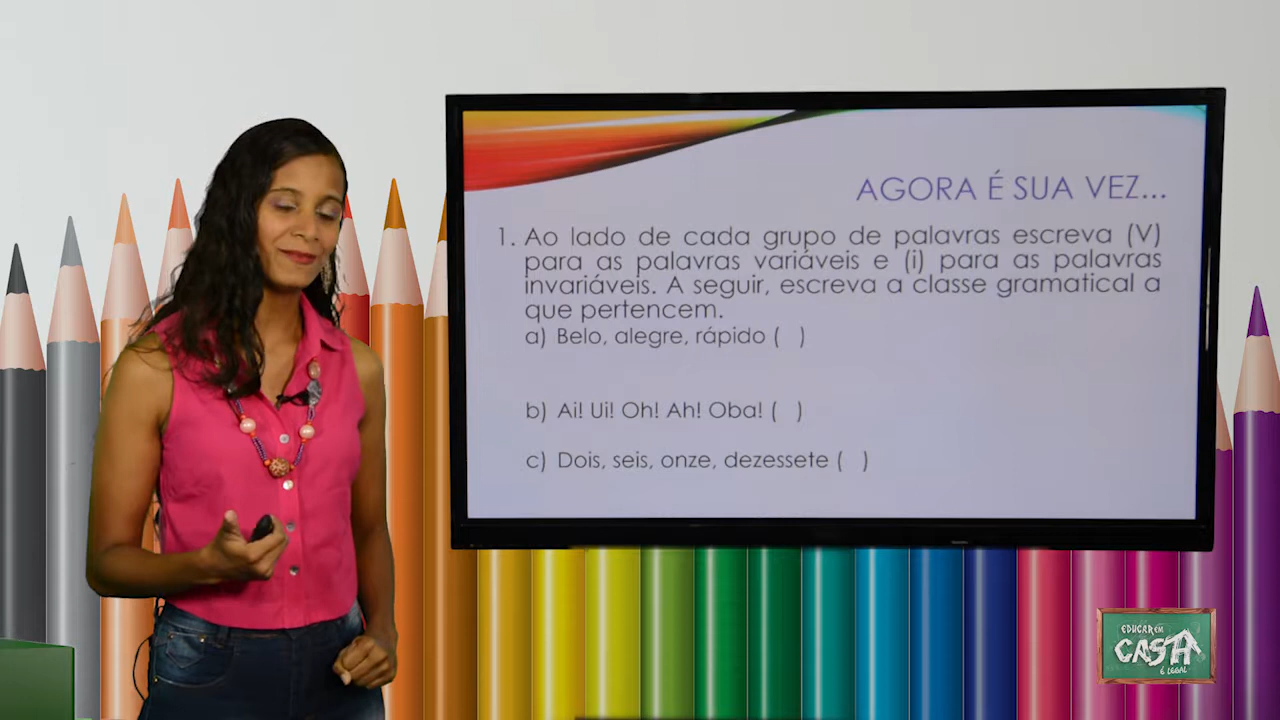 AGORA É SUA VEZ...
1. Ao lado de cada grupo de palavras escreva (V)
para as palavras variáveis e (i) para as palavras
invariáveis. A seguir, escreva a classe gramatical a
que pertencem.
a) Belo, alegre, rápido ( )
b) Ai! Ui! Oh! Ah! Oba! ( )
c) Dois, seis, onze, dezessete ( )
EDUCAR EM
CASA
É LEGAL